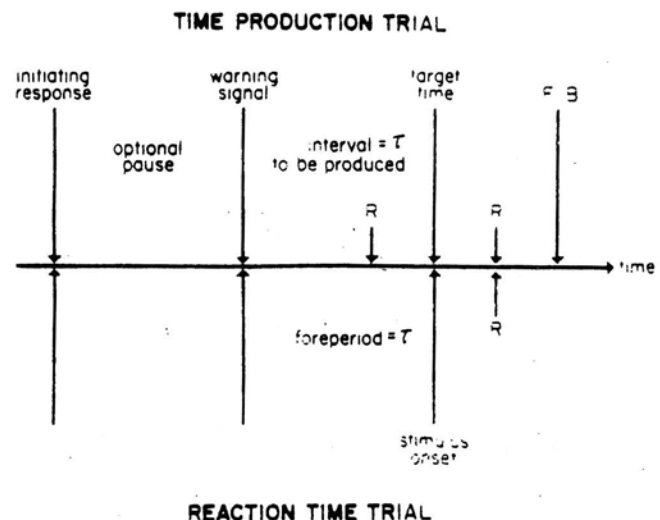 TIME PRODUCTION TRIAL
initiating
response
warning
signal
target
time
F B
optional
pause
interval = τ
to be produced
R
R
time
foreperiod = τ
R
stimulus
onset
REACTION TIME TRIAL